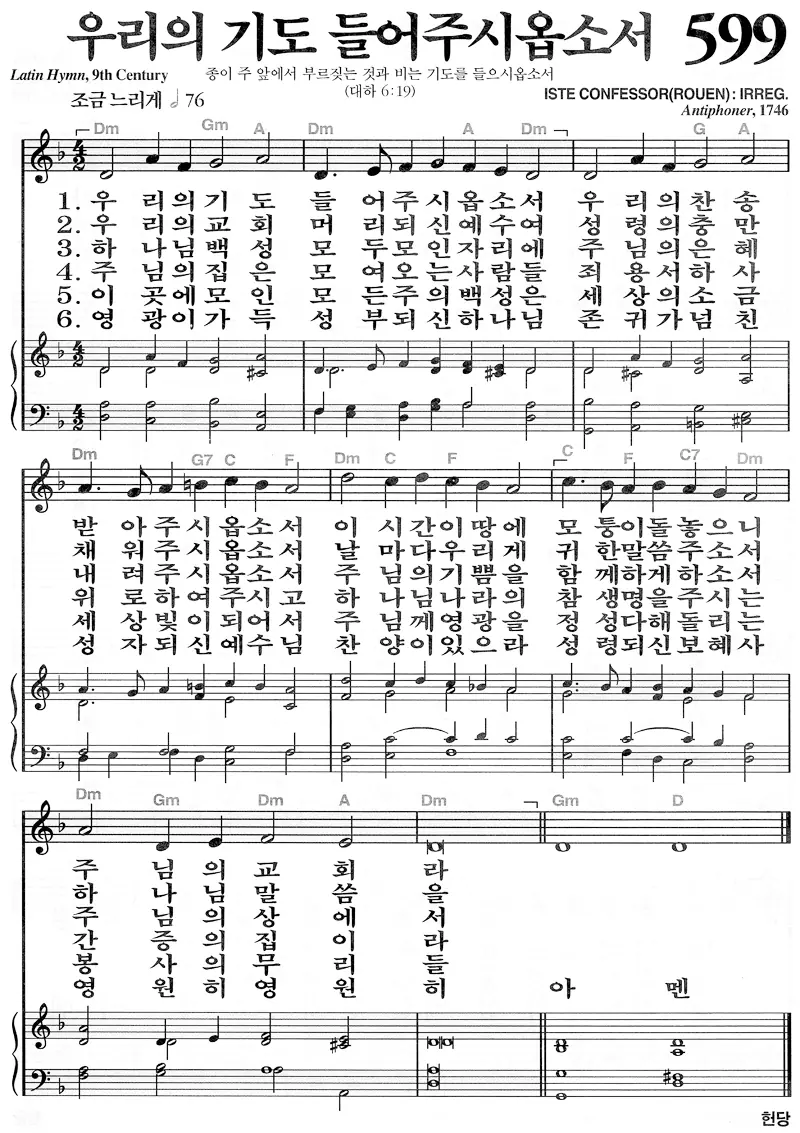 우리의 기도 들어주시옵소서 599
Latin Hymn, 9th Century
종이 주 앞에서 부르짖는 것과 비는 기도를 들으시옵소서
(대하 6:19)
ISTE CONFESSOR(ROUEN): IRREG.
Antiphoner, 1746
조금 느리게 𝅗𝅥 76
Dm Gm A Dm A Dm G A
1. 우 리의기 도 들 어주시옵소서 우 리의찬 송
2. 우 리의교 회 머 리되신예수여 성 령의충 만
3. 하 나님백 성 모 두모인자리에 주 님의은 혜
4. 주 님의집 은 모 여오는사람들 죄 용서하 사
5. 이 곳에모 인 모 든주의백성은 세 상의소 금
6. 영 광이가 득 성 부되신하나님 존 귀가넘 친
Dm G7 C F Dm C F C F C7 Dm
받 아주시옵소서 이 시간이땅에 모 퉁이돌놓으니
채 워주시옵소서 날 마다우리게 귀 한말씀주소서
내 려주시옵소서 주 님의기쁨을 함 께하게하소서
위 로하여주시고 하 나님나라의 참 생명을주시는
세 상빛이되어서 주 님께영광을 정 성다해돌리는
성 자되신예수님 찬 양이있으라 성 령되신보혜사
Dm Gm Dm A Dm Gm D
주 님 의 교 회 라
하 나 님 말 씀 을
주 님 의 상 에 서
간 증 의 집 이 라
봉 사 의 무 리 들
영 원 히 영 원 히 아 멘
헌당